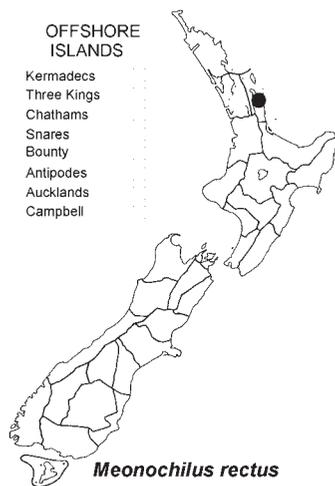 OFFSHORE
ISLANDS
Kermadecs
Three Kings
Chathams
Snares
Bounty
Antipodes
Aucklands
Campbell
Meonochilus rectus